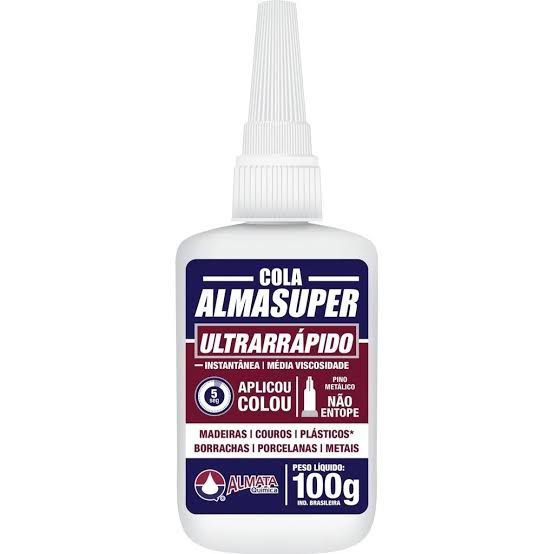 COLA
ALMASUPER
ULTRARRÁPIDO
INSTANTÂNEA | MÉDIA VISCOSIDADE
5 seg
APLICOU COLOU
PINO METÁLICO
NÃO ENTOPE
MADEIRAS | COUROS | PLÁSTICOS*
BORRACHAS | PORCELANAS | METAIS
ALMATA
Química
PESO LÍQUIDO:
100g
IND. BRASILEIRA